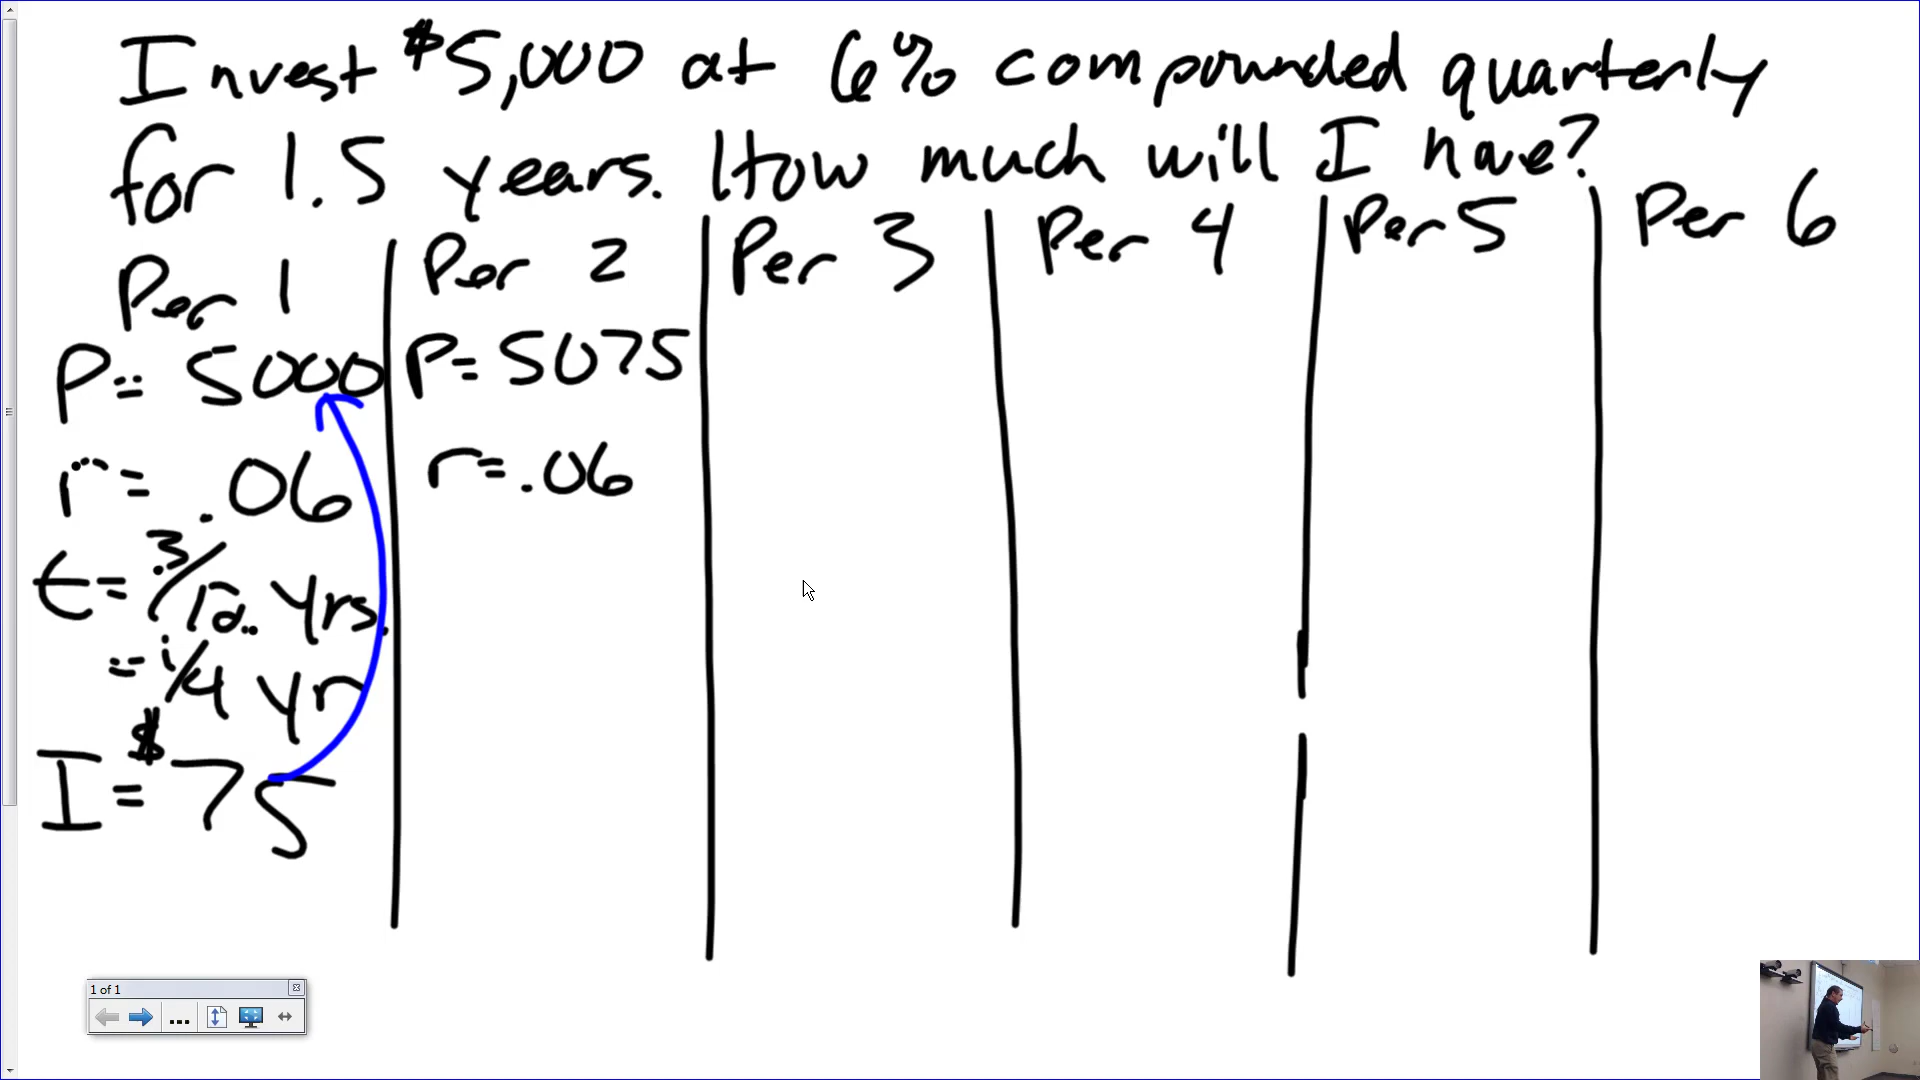 Invest $5,000 at 6% compounded quarterly
for 1.5 years. How much will I have?
Per 1
P= 5000
r= .06
t= 3/12 yrs.
= 1/4 yr
I= $75
Per 2
P= 5075
r= .06
Per 3
Per 4
Per 5
Per 6
1 of 1
...